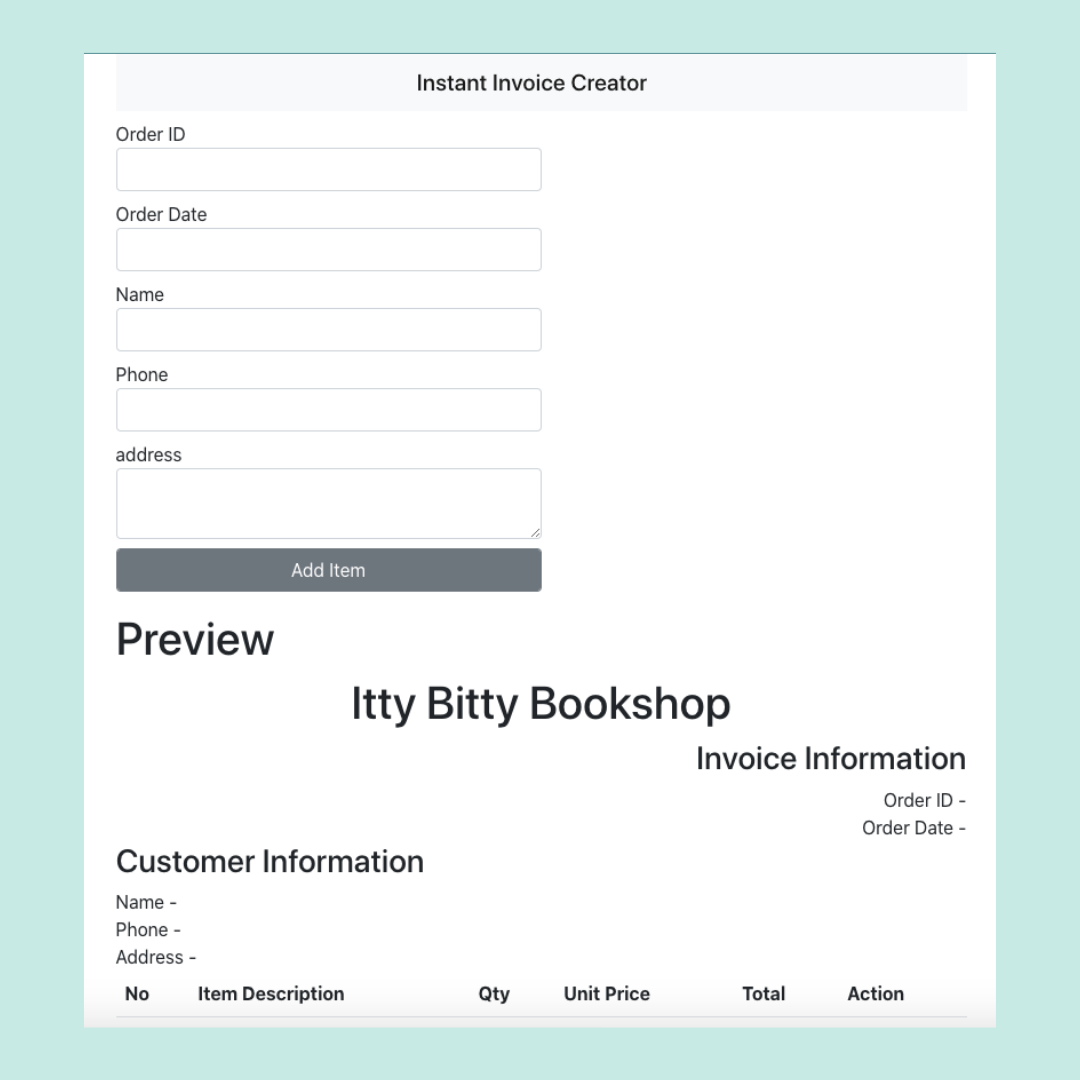 Instant Invoice Creator
Order ID
Order Date
Name
Phone
address
Add Item
Preview
Itty Bitty Bookshop
Invoice Information
Order ID -
Order Date -
Customer Information
Name -
Phone -
Address -
No Item Description Qty Unit Price Total Action